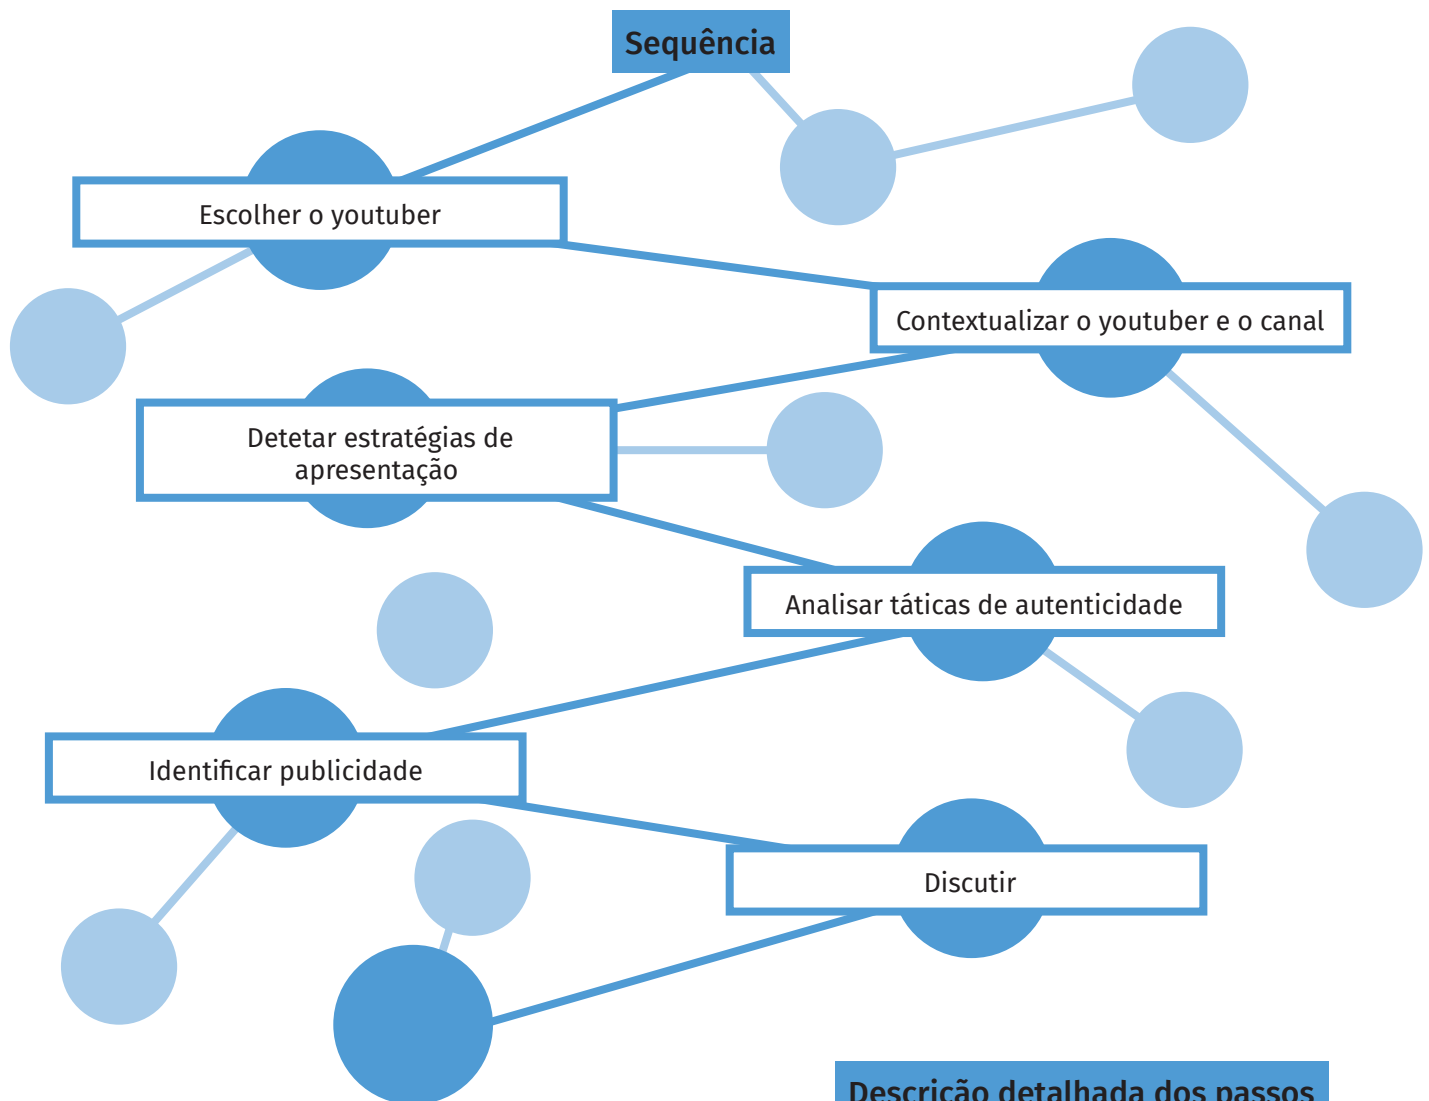 Sequência
Escolher o youtuber
Contextualizar o youtuber e o canal
Detetar estratégias de
apresentação
Analisar táticas de autenticidade
Identificar publicidade
Discutir
Descrição detalhada dos passos